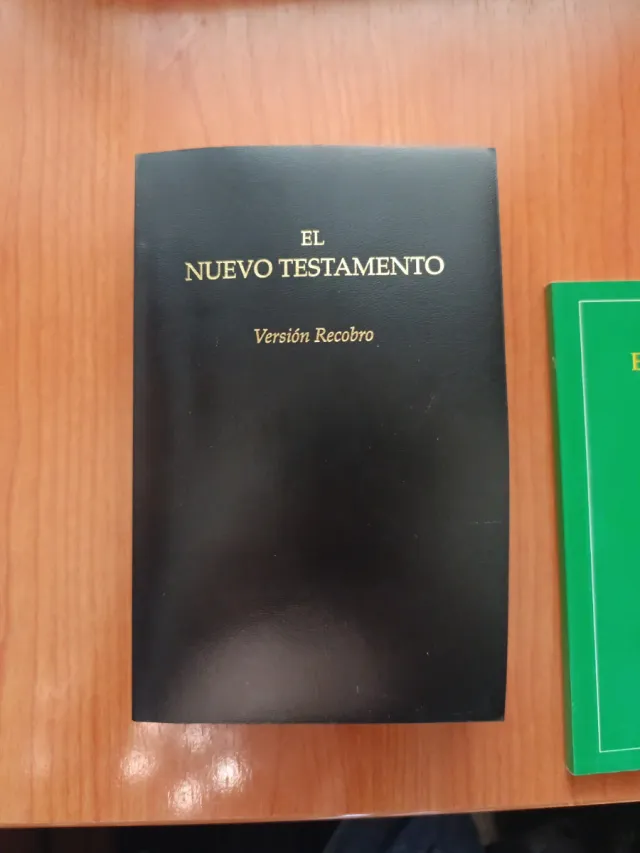 EL
NUEVO TESTAMENTO
Versión Recobro
E